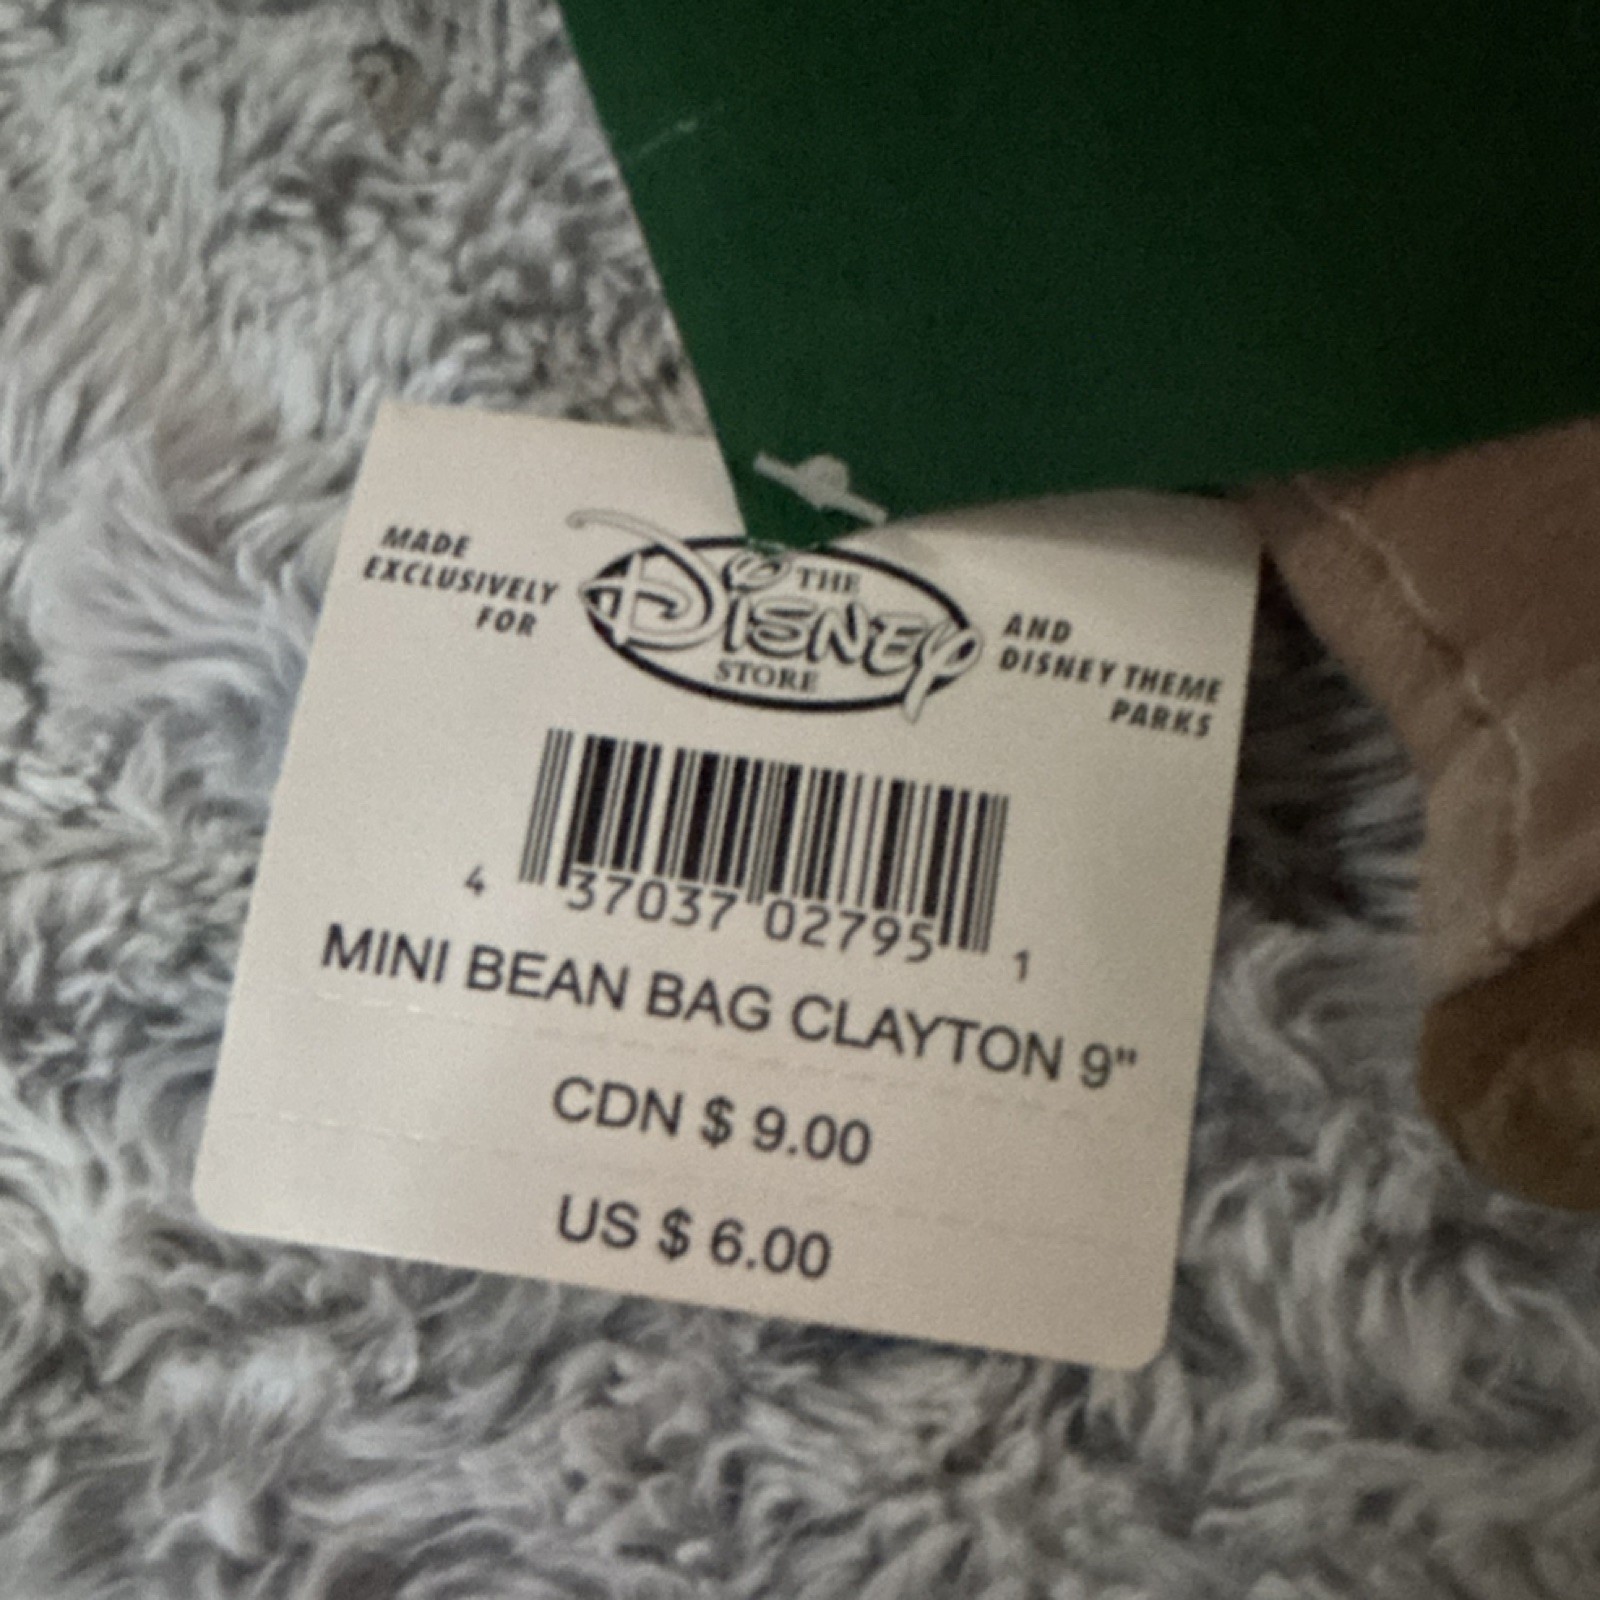 MADE
EXCLUSIVELY
FOR
THE
DISNEY
STORE
AND
DISNEY THEME
PARKS
4 37037 02795 1
MINI BEAN BAG CLAYTON 9"
CDN $ 9.00
US $ 6.00